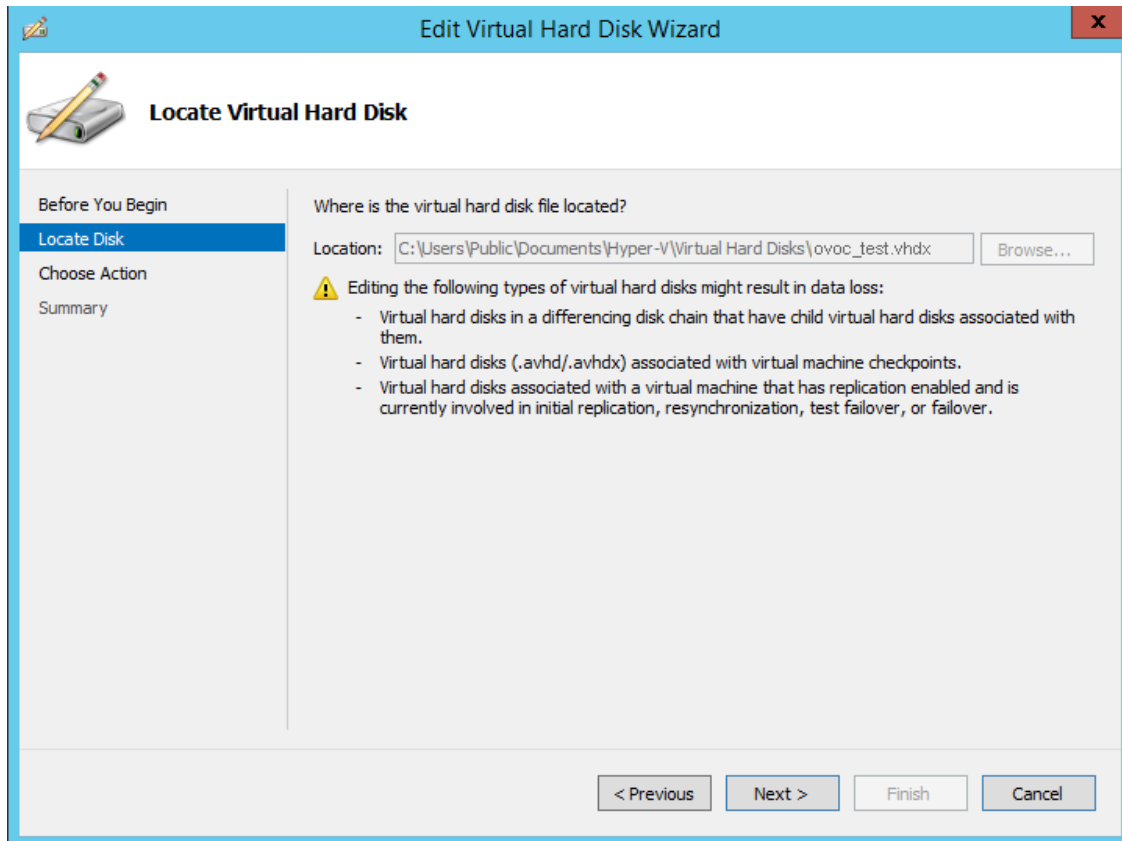 Edit Virtual Hard Disk Wizard
x
Locate Virtual Hard Disk
Before You Begin
Locate Disk
Choose Action
Summary
Where is the virtual hard disk file located?
Location: C:\Users\Public\Documents\Hyper-V\Virtual Hard Disks\ovoc_test.vhdx Browse...
Editing the following types of virtual hard disks might result in data loss:
- Virtual hard disks in a differencing disk chain that have child virtual hard disks associated with
them.
- Virtual hard disks (.avhd/.avhdx) associated with virtual machine checkpoints.
- Virtual hard disks associated with a virtual machine that has replication enabled and is
currently involved in initial replication, resynchronization, test failover, or failover.
< Previous Next > Finish Cancel